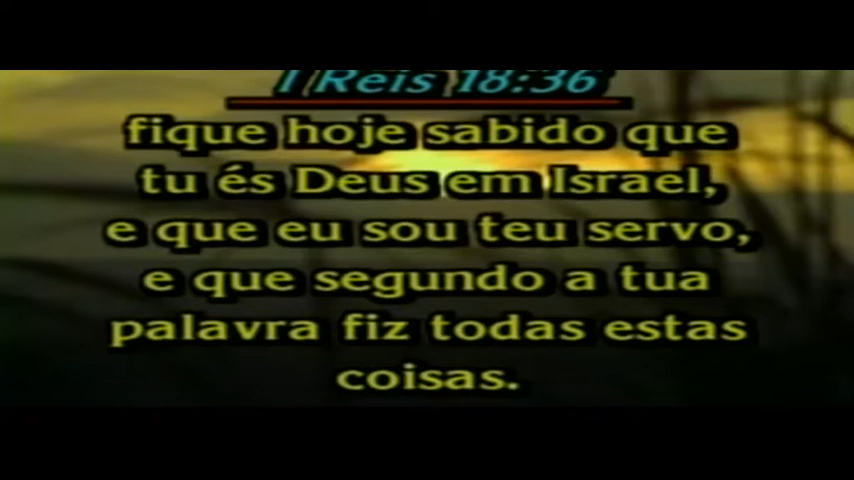 I Reis 18:36
fique hoje sabido que
tu és Deus em Israel,
e que eu sou teu servo,
e que segundo a tua
palavra fiz todas estas
coisas.